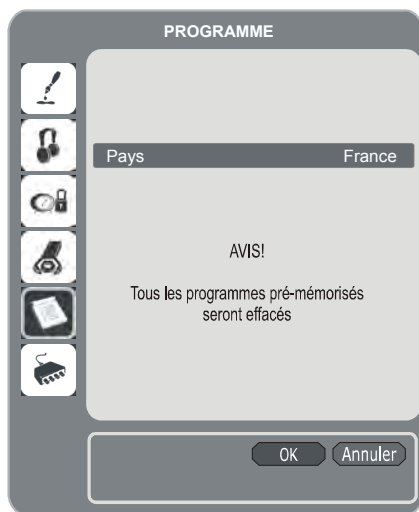 PROGRAMME
Pays France
AVIS!
Tous les programmes pré-mémorisés
seront effacés
OK Annuler